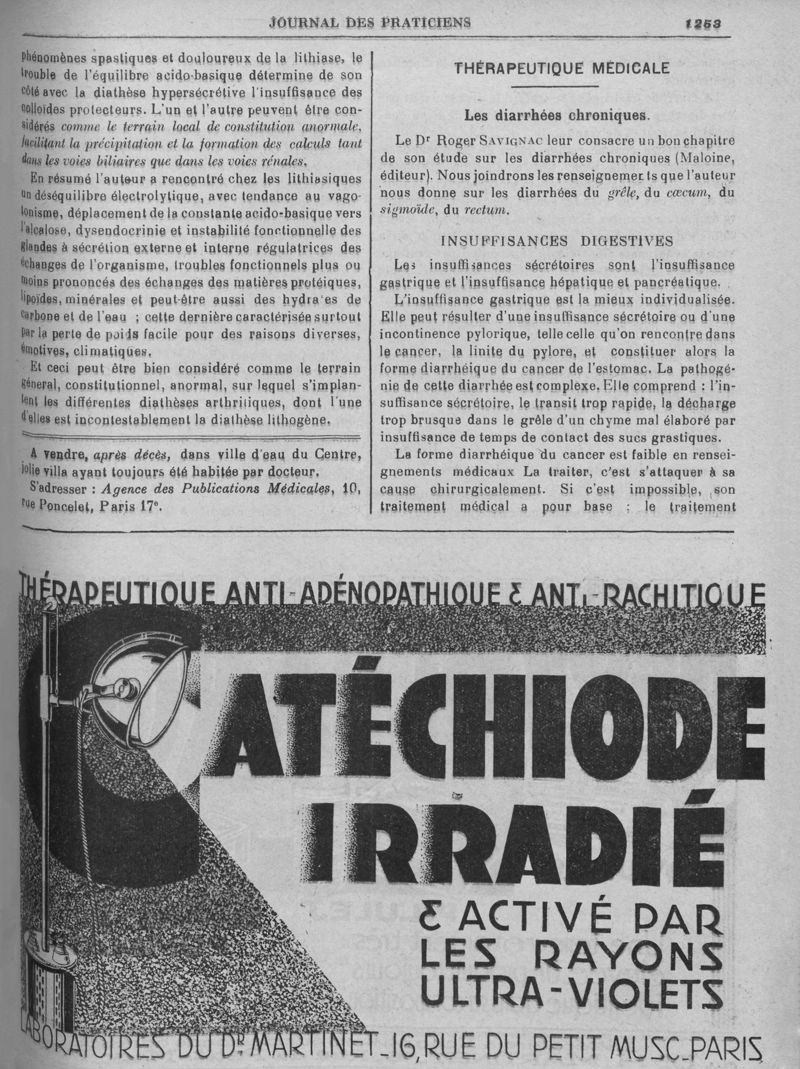 JOURNAL DES PRATICIENS 1253
phénomènes spastiques et douloureux de la lithiase, le
trouble de l'équilibre acido-basique détermine de son
côté avec la diathèse hypersécrétive l'insuffisance des
colloïdes protecteurs. L'un et l'autre peuvent être con-
sidérés comme le terrain local de constitution anormale,
facilitant la précipitation et la formation des calculs tant
dans les voies biliaires que dans les voies rénales.
En résumé l'auteur a rencontré chez les lithiasiques
un déséquilibre électrolytique, avec tendance au vago-
tonisme, déplacement de la constante acido-basique vers
l'alcalose, dysendocrinie et instabilité fonctionnelle des
glandes à sécrétion externe et interne régulatrices des
échanges de l'organisme, troubles fonctionnels plus ou
moins prononcés des échanges des matières protéiques,
lipoïdes, minérales et peut-être aussi des hydra es de
carbone et de l'eau ; cette dernière caractérisée surtout
par la perte de poids facile pour des raisons diverses,
émotives, climatiques.
Et ceci peut être bien considéré comme le terrain
général, constitutionnel, anormal, sur lequel s'implan-
tent les différentes diathèses arthritiques, dont l'une
d'elles est incontestablement la diathèse lithogène.
A vendre, après décès, dans ville d'eau du Centre,
jolie villa ayant toujours été habitée par docteur.
S'adresser : Agence des Publications Médicales, 10,
rue Poncelet, Paris 17e.
THÉRAPEUTIQUE MÉDICALE
Les diarrhées chroniques.
Le Dr Roger SAVIGNAC leur consacre un bon chapitre
de son étude sur les diarrhées chroniques (Maloine,
éditeur). Nous joindrons les renseignements que l'auteur
nous donne sur les diarrhées du grêle, du cæcum, du
sigmoïde, du rectum.
INSUFFISANCES DIGESTIVES
Les insuffisances sécrétoires sont l'insuffisance
gastrique et l'insuffisance hépatique et pancréatique.
L'insuffisance gastrique est la mieux individualisée.
Elle peut résulter d'une insuffisance sécrétoire ou d'une
incontinence pylorique, telle celle qu'on rencontre dans
le cancer, la linite du pylore, et constituer alors la
forme diarrhéique du cancer de l'estomac. La pathogé-
nie de cette diarrhée est complexe. Elle comprend : l'in-
suffisance sécrétoire, le transit trop rapide, la décharge
trop brusque dans le grêle d'un chyme mal élaboré par
insuffisance de temps de contact des sucs grastiques.
La forme diarrhéique du cancer est faible en rensei-
gnements médicaux La traiter, c'est s'attaquer à sa
cause chirurgicalement. Si c'est impossible, son
traitement médical a pour base : le traitement
THÉRAPEUTIQUE ANTI-ADÉNOPATHIQUE & ANTI-RACHITIQUE
CATÉCHIODE
IRRADIÉ
& ACTIVÉ PAR
LES RAYONS
ULTRA-VIOLETS
LABORATOIRES DU Dr MARTINET_16, RUE DU PETIT MUSC_PARIS